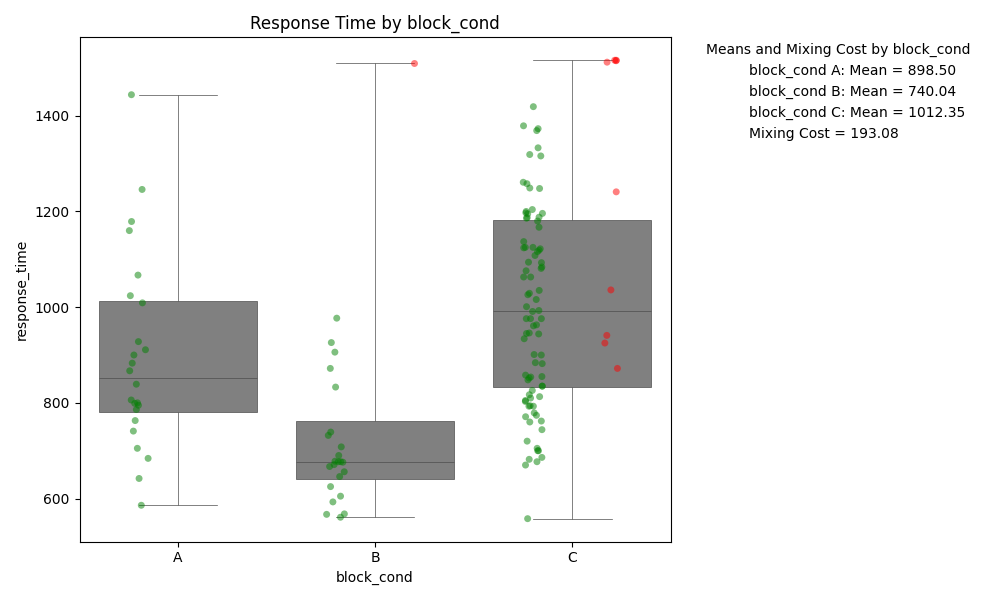 Response Time by block_cond
Means and Mixing Cost by block_cond
block_cond A: Mean = 898.50
block_cond B: Mean = 740.04
block_cond C: Mean = 1012.35
Mixing Cost = 193.08
response_time
1400
1200
1000
800
600
A
B
C
block_cond